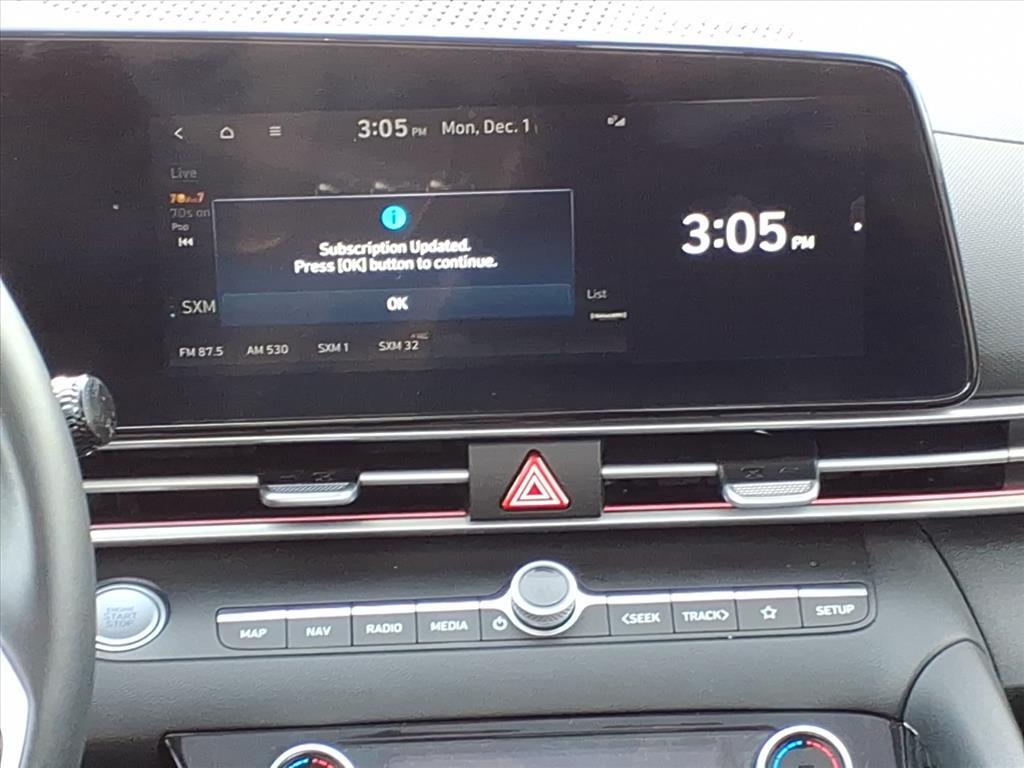 3:05 PM Mon, Dec. 1
Live
70s on
Pop
Subscription Updated.
Press [OK] button to continue.
OK
SXM
List
FM 87.5 AM 530 SXM 1 SXM 32
3:05 PM
ENGINE
START
STOP
MAP NAV RADIO MEDIA <SEEK TRACK> SETUP